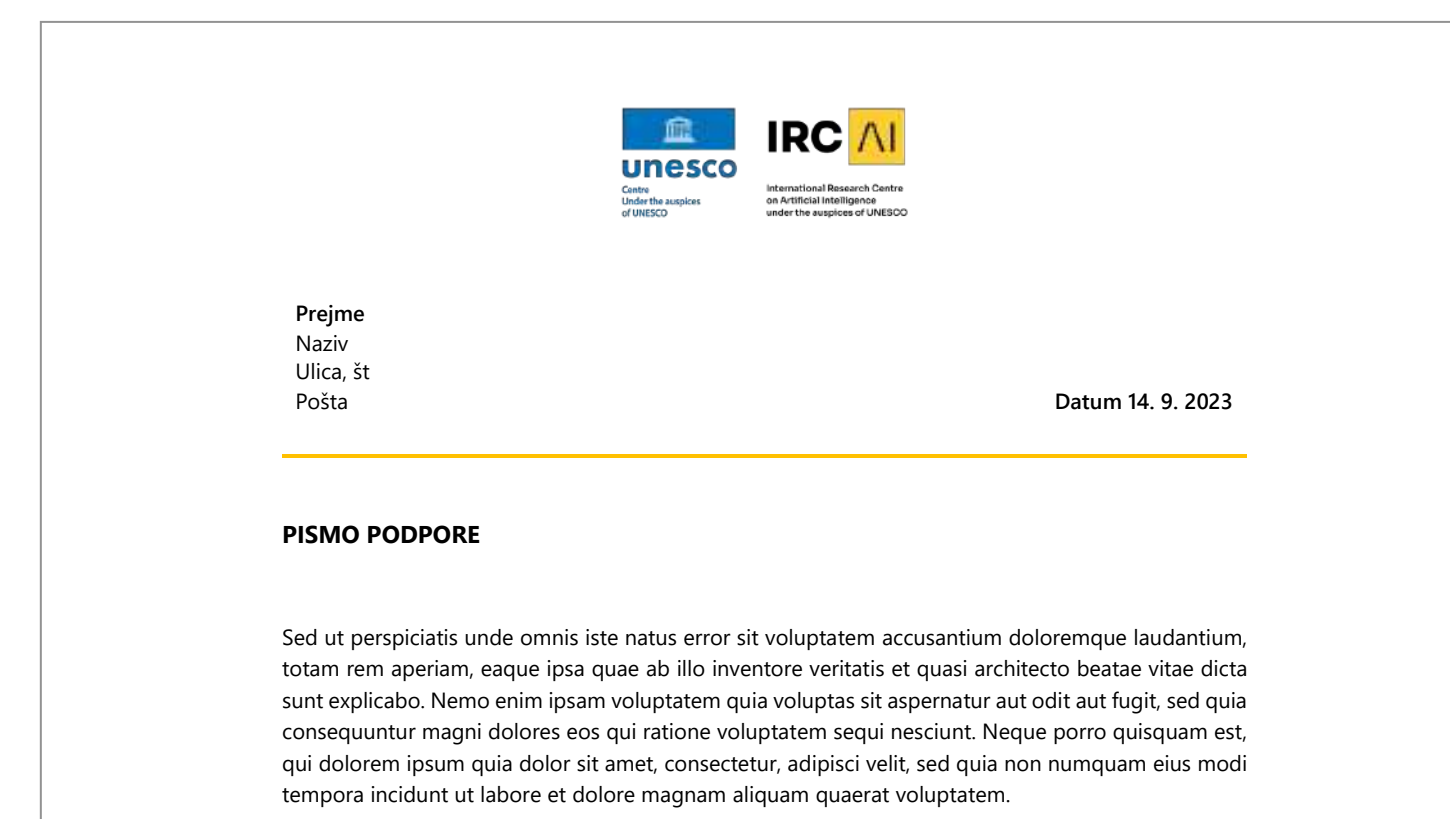 unesco
Centre
Under the auspices
of UNESCO
IRC AI
International Research Centre
on Artificial Intelligence
under the auspices of UNESCO
Prejme
Naziv
Ulica, št
Pošta
Datum 14. 9. 2023
PISMO PODPORE
Sed ut perspiciatis unde omnis iste natus error sit voluptatem accusantium doloremque laudantium,
totam rem aperiam, eaque ipsa quae ab illo inventore veritatis et quasi architecto beatae vitae dicta
sunt explicabo. Nemo enim ipsam voluptatem quia voluptas sit aspernatur aut odit aut fugit, sed quia
consequuntur magni dolores eos qui ratione voluptatem sequi nesciunt. Neque porro quisquam est,
qui dolorem ipsum quia dolor sit amet, consectetur, adipisci velit, sed quia non numquam eius modi
tempora incidunt ut labore et dolore magnam aliquam quaerat voluptatem.